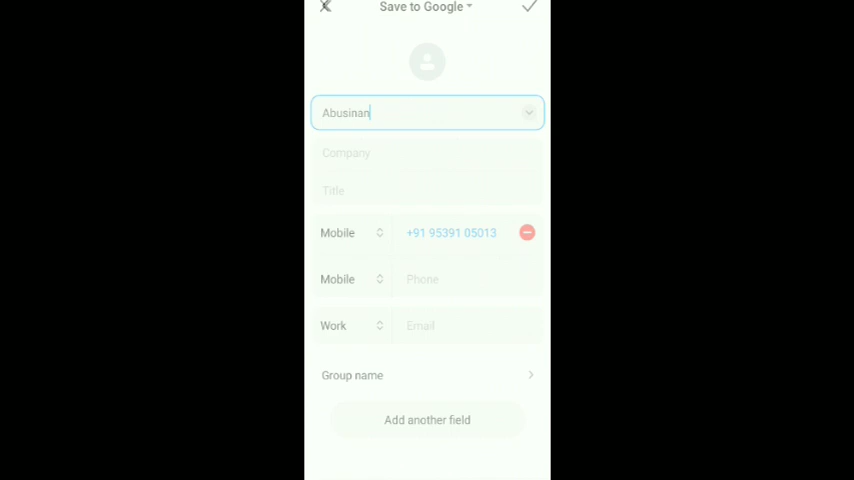 Save to Google
Abusinan
Company
Title
Mobile +91 95391 05013
Mobile Phone
Work Email
Group name
Add another field